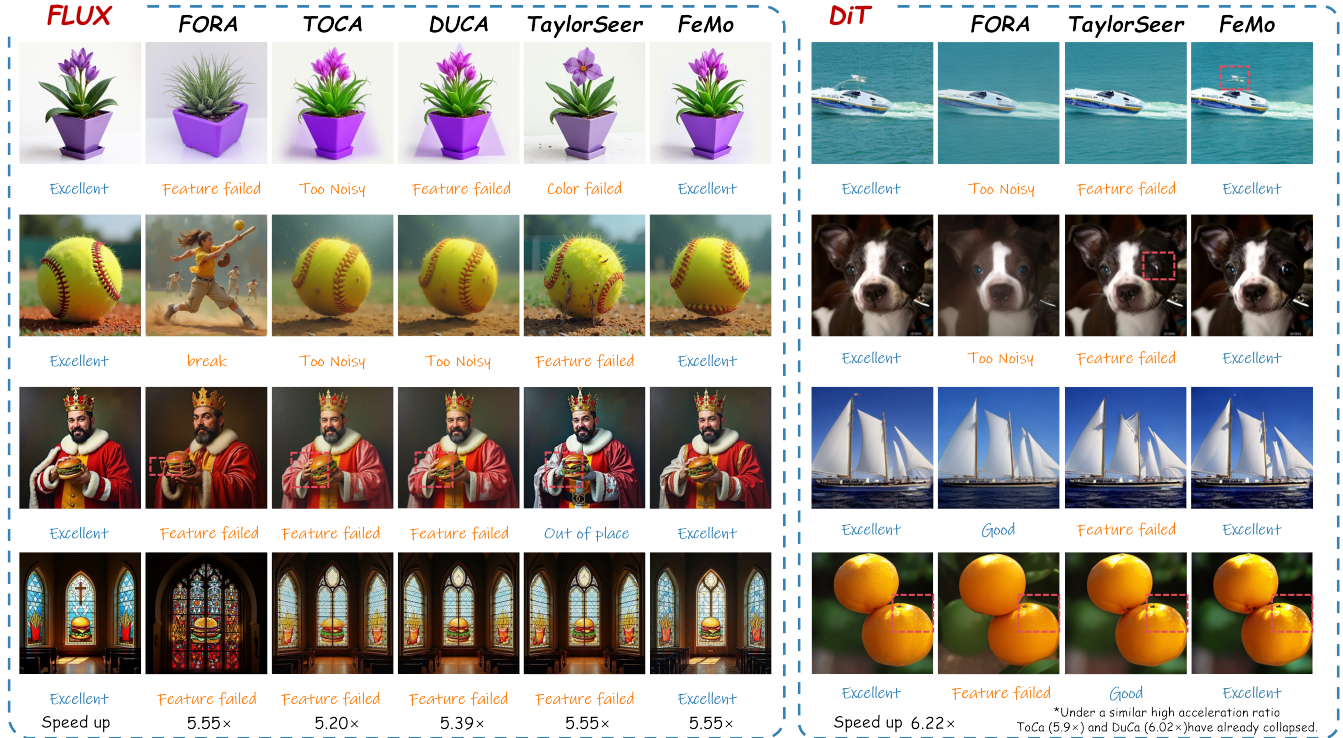 FLUX
FORA TOCA DUCA TaylorSeer FeMo
Excellent Feature failed Too Noisy Feature failed Color failed Excellent
Excellent break Too Noisy Too Noisy Feature failed Excellent
Excellent Feature failed Feature failed Feature failed Out of place Excellent
Excellent Feature failed Feature failed Feature failed Feature failed Excellent
Speed up 5.55× 5.20× 5.39× 5.55× 5.55×
DiT
FORA TaylorSeer FeMo
Excellent Too Noisy Feature failed Excellent
Excellent Too Noisy Feature failed Excellent
Excellent Good Feature failed Excellent
Excellent Feature failed Good Excellent
Speed up 6.22×
*Under a similar high acceleration ratio
ToCa (5.9×) and DuCa (6.02×)have already collapsed.